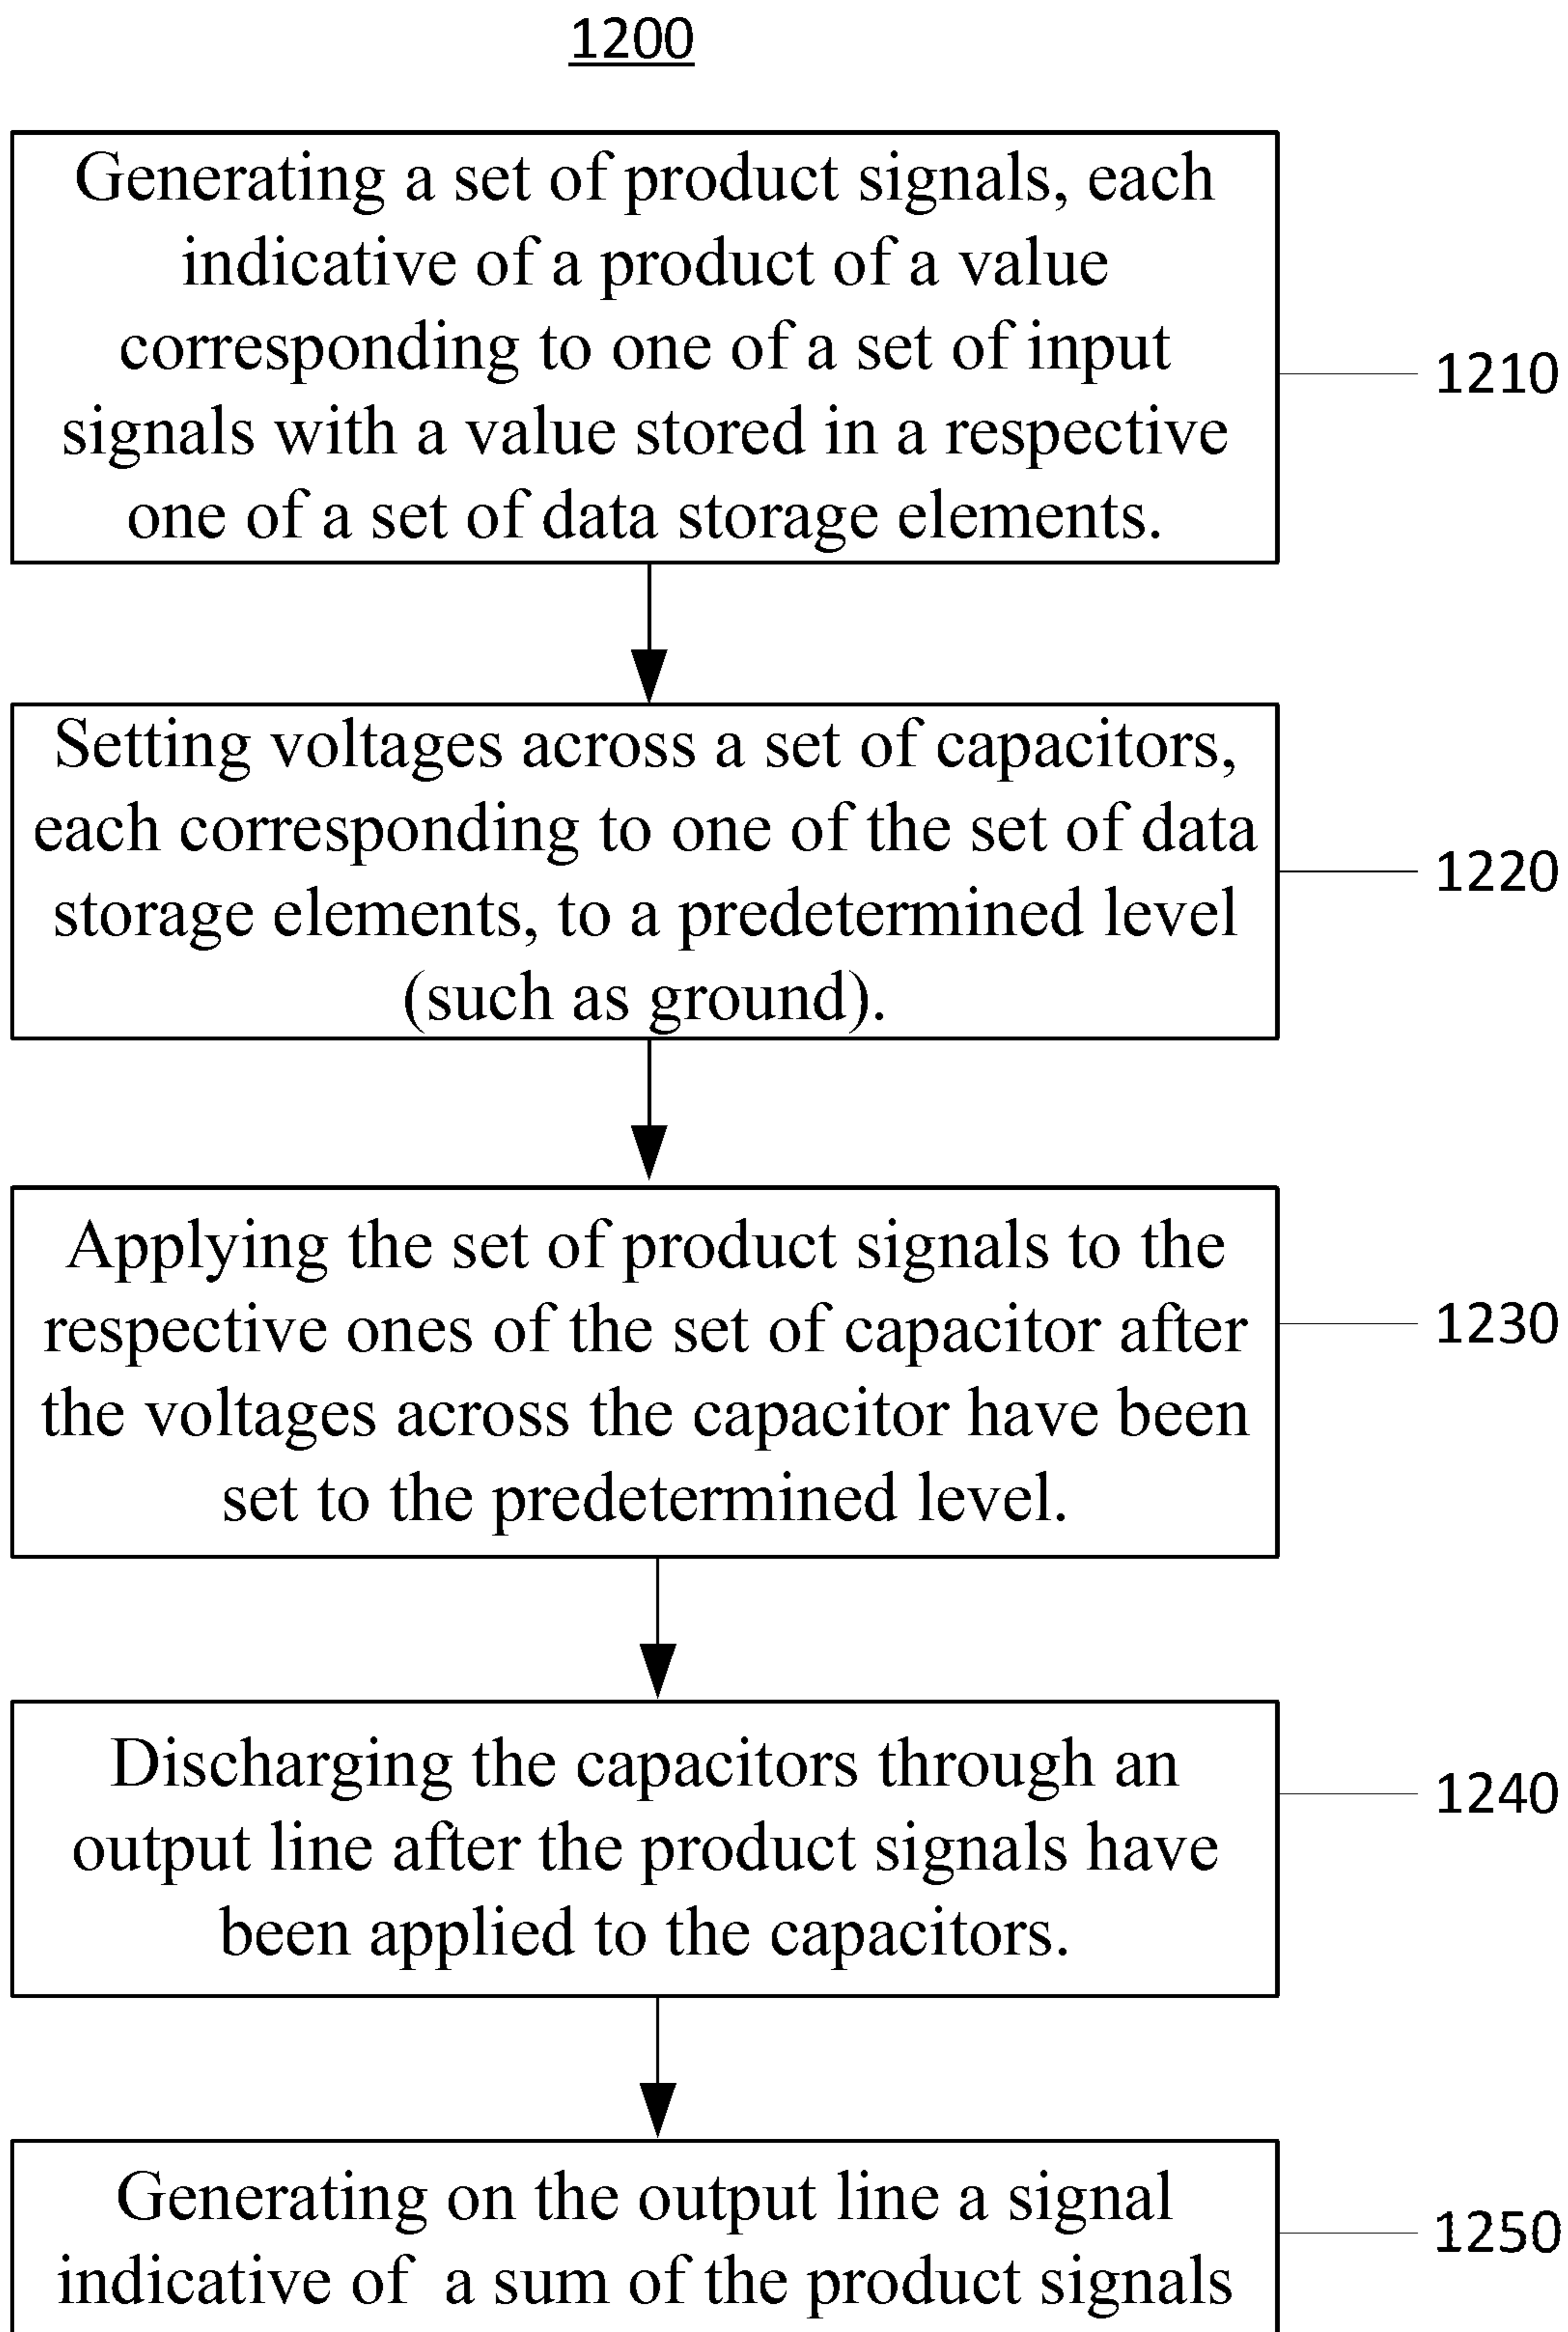 1200
Generating a set of product signals, each
indicative of a product of a value
corresponding to one of a set of input
signals with a value stored in a respective
one of a set of data storage elements.
1210
Setting voltages across a set of capacitors,
each corresponding to one of the set of data
storage elements, to a predetermined level
(such as ground).
1220
Applying the set of product signals to the
respective ones of the set of capacitor after
the voltages across the capacitor have been
set to the predetermined level.
1230
Discharging the capacitors through an
output line after the product signals have
been applied to the capacitors.
1240
Generating on the output line a signal
indicative of a sum of the product signals
1250